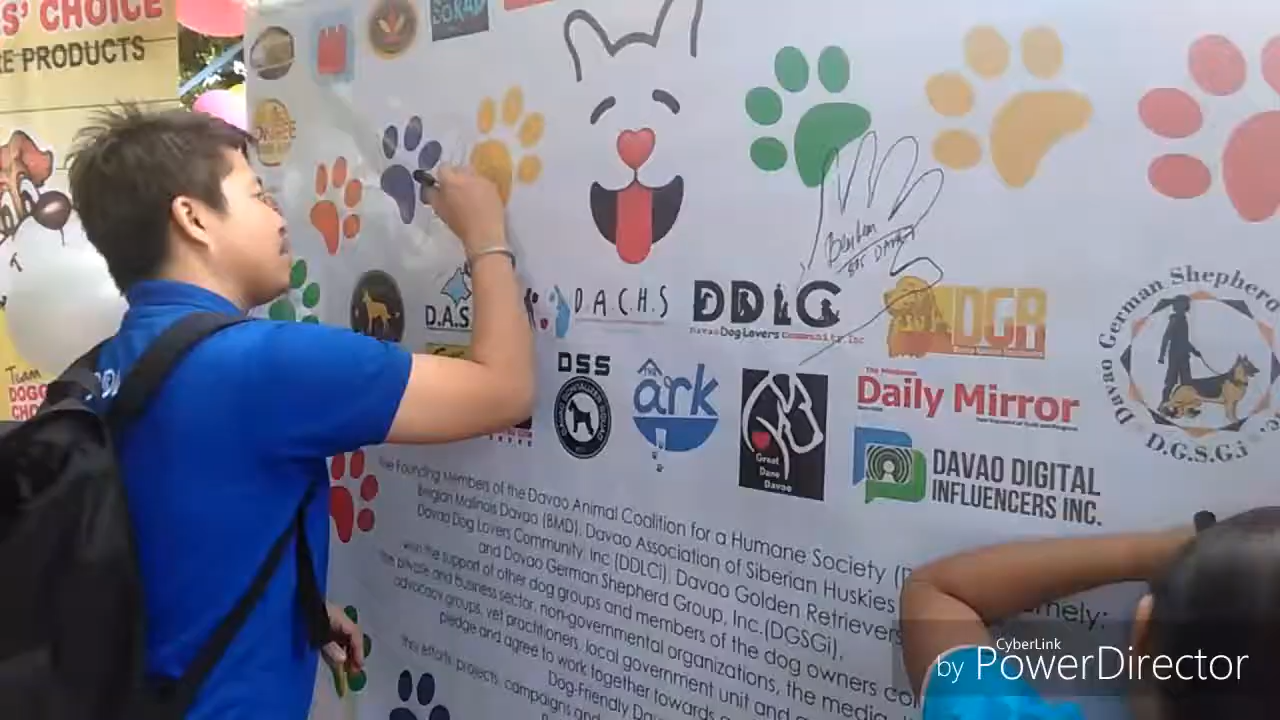 S' CHOICE
RE PRODUCTS
Team
DOGG
CHO
D.A.S
D.A.C.H.S
DDLC
Davao Dog Lovers Community, Inc
DGR
DSS
THE
ark
Great
Dane
Davao
The Mindanao
Daily Mirror
DAVAO DIGITAL
INFLUENCERS INC.
Davao German Shepherd
D.G.S.G.i
The Founding Members of the Davao Animal Coalition for a Humane Society
Belgian Malinois Davao (BMD), Davao Association of Siberian Huskies
Davao Dog Lovers Community, Inc (DDLCi), Davao Golden Retrievers
and Davao German Shepherd Group, Inc.(DGSGi),
with the support of other dog groups and members of the dog owners
the private and business sector, non-governmental organizations, the media
advocacy groups, vet practitioners, local government unit and
pledge and agree to work together towards
Dog-Friendly
this efforts, projects, campaigns and
CyberLink
by PowerDirector